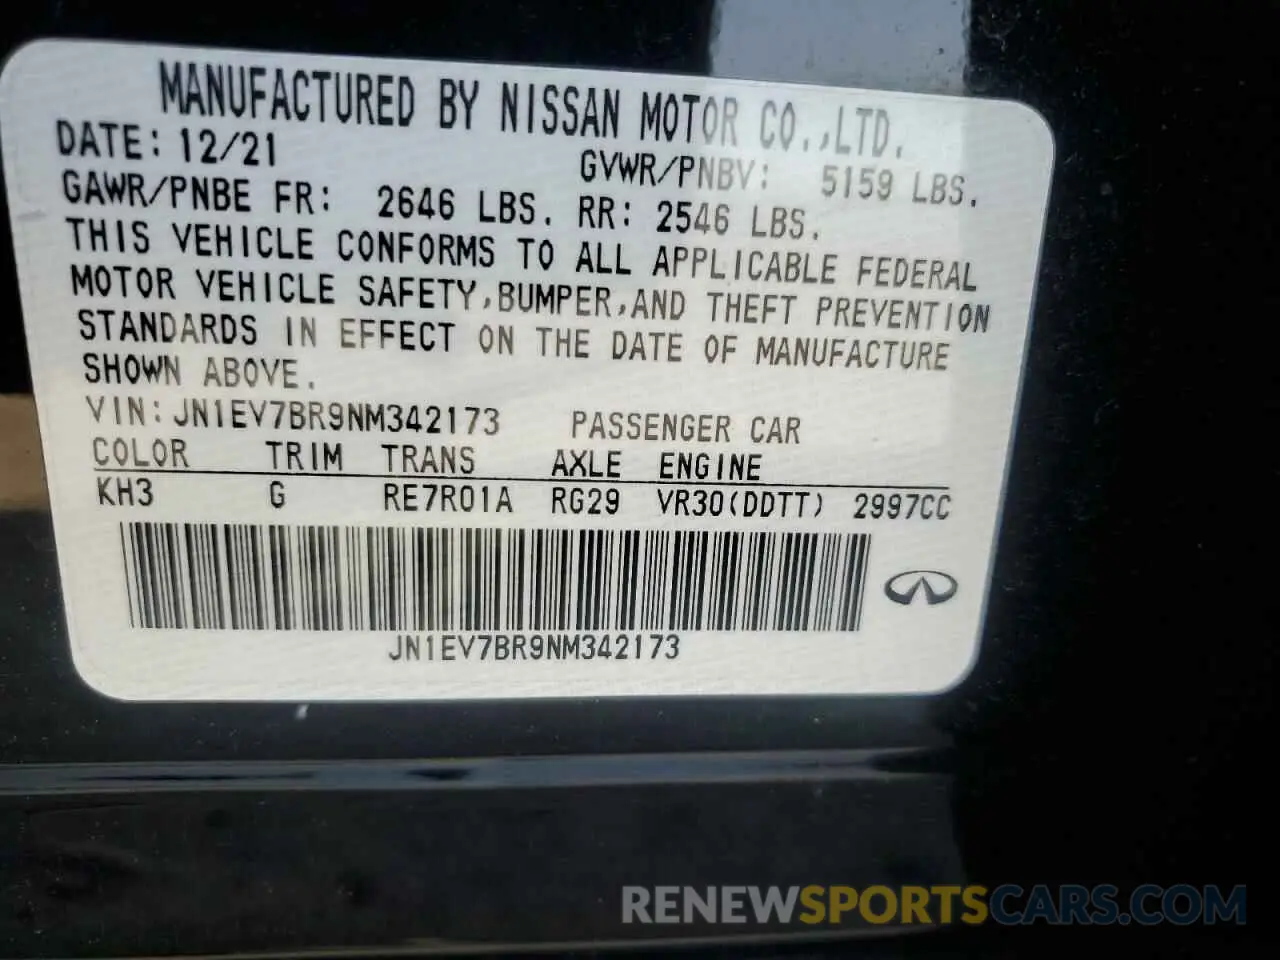 MANUFACTURED BY NISSAN MOTOR CO.,LTD.
DATE: 12/21 GVWR/PNBV: 5159 LBS.
GAWR/PNBE FR: 2646 LBS. RR: 2546 LBS.
THIS VEHICLE CONFORMS TO ALL APPLICABLE FEDERAL
MOTOR VEHICLE SAFETY,BUMPER,AND THEFT PREVENTION
STANDARDS IN EFFECT ON THE DATE OF MANUFACTURE
SHOWN ABOVE.
VIN: JN1EV7BR9NM342173 PASSENGER CAR
COLOR TRIM TRANS AXLE ENGINE
KH3 G RE7R01A RG29 VR30(DDTT) 2997CC
JN1EV7BR9NM342173
RENEWSPORTSCARS.COM